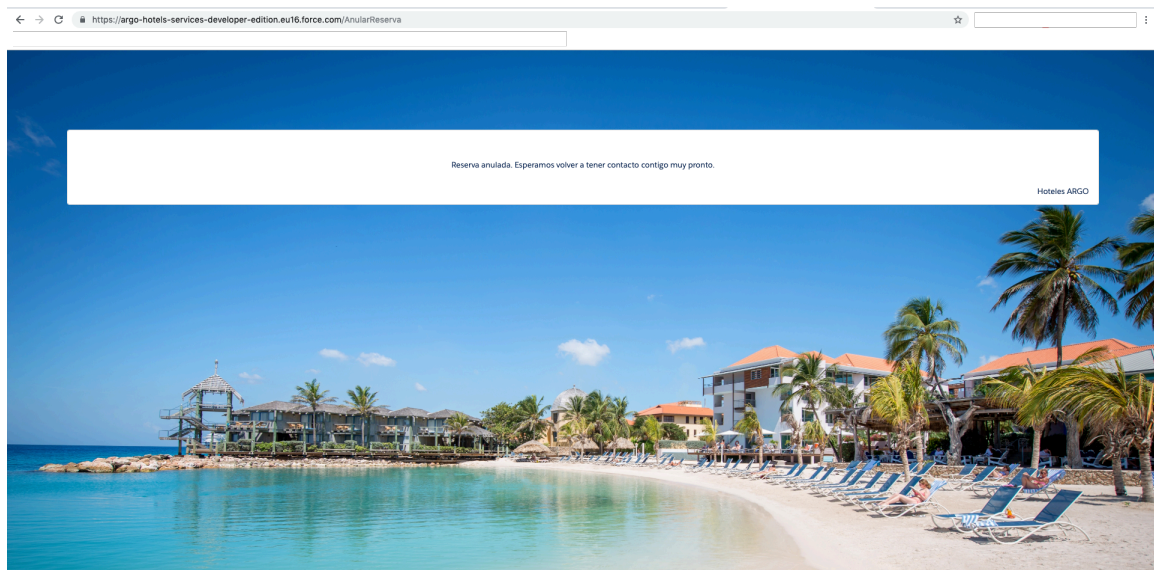 https://argo-hotels-services-developer-edition.eu16.force.com/AnularReserva
Reserva anulada. Esperamos volver a tener contacto contigo muy pronto.
Hoteles ARGO